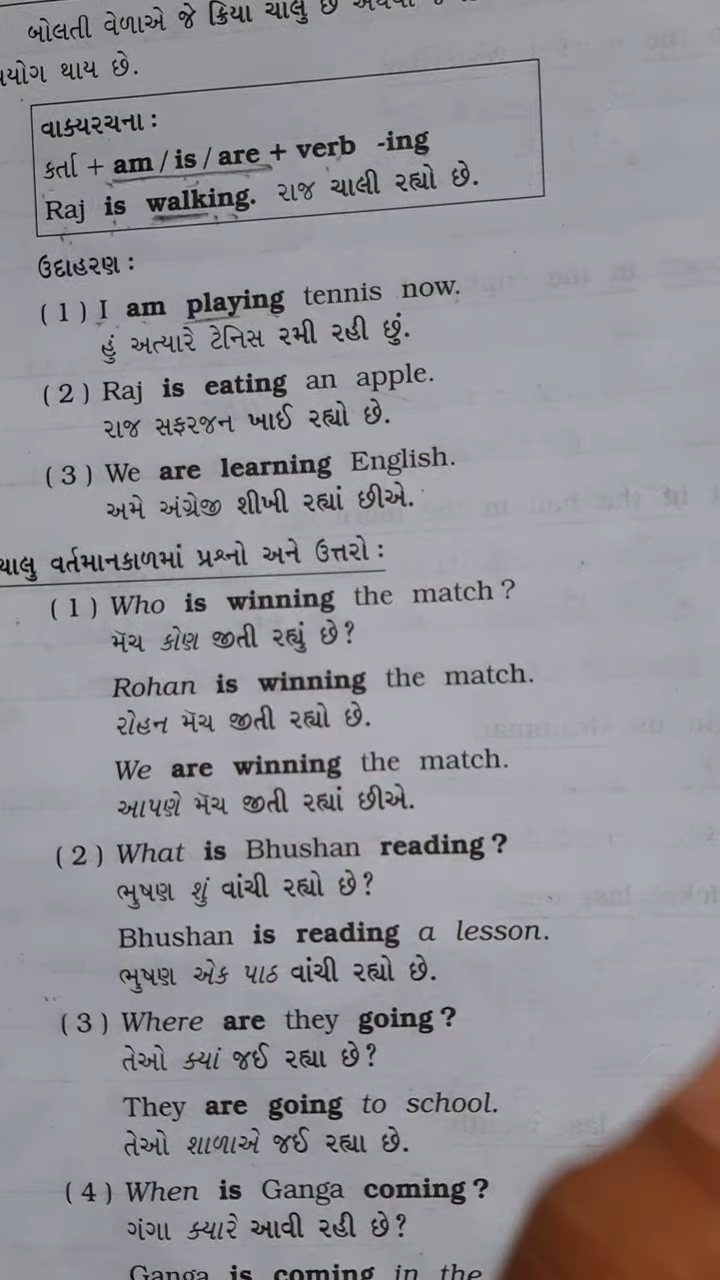 બોલતી વેળાએ જે ક્રિયા ચાલુ છે અથવા
થાય છે.
વાક્યરચના :
કર્તા + am / is / are + verb -ing
Raj is walking. રાજ ચાલી રહ્યો છે.
ઉદાહરણ :
( 1 ) I am playing tennis now.
હું અત્યારે ટેનિસ રમી રહી છું.
( 2 ) Raj is eating an apple.
રાજ સફરજન ખાઈ રહ્યો છે.
( 3 ) We are learning English.
અમે અંગ્રેજી શીખી રહ્યાં છીએ.
ચાલુ વર્તમાનકાળમાં પ્રશ્નો અને ઉત્તરો :
( 1 ) Who is winning the match ?
મૅચ કોણ જીતી રહ્યું છે ?
Rohan is winning the match.
રોહન મૅચ જીતી રહ્યો છે.
We are winning the match.
આપણે મૅચ જીતી રહ્યાં છીએ.
( 2 ) What is Bhushan reading ?
ભુષણ શું વાંચી રહ્યો છે ?
Bhushan is reading a lesson.
ભુષણ એક પાઠ વાંચી રહ્યો છે.
( 3 ) Where are they going ?
તેઓ ક્યાં જઈ રહ્યા છે ?
They are going to school.
તેઓ શાળાએ જઈ રહ્યા છે.
( 4 ) When is Ganga coming ?
ગંગા ક્યારે આવી રહી છે ?
Ganga is coming in the